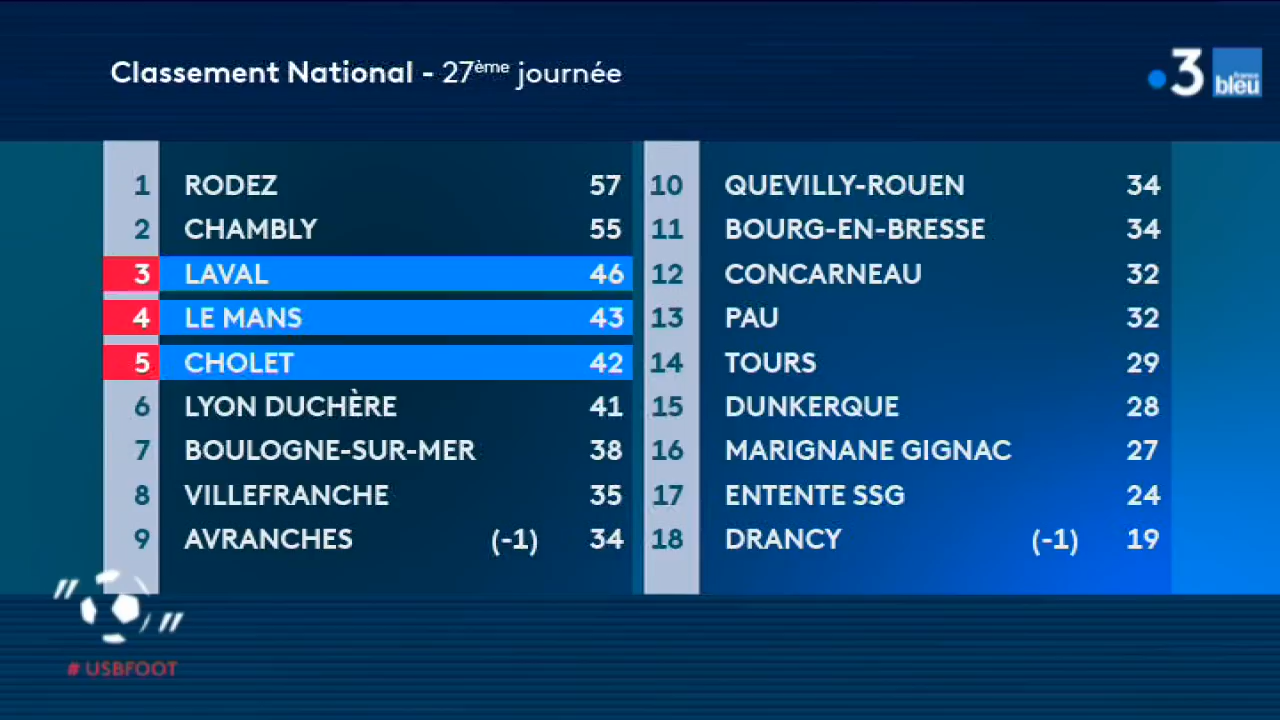 Classement National - 27ème journée
3 france bleu
1 RODEZ 57
2 CHAMBLY 55
3 LAVAL 46
4 LE MANS 43
5 CHOLET 42
6 LYON DUCHÈRE 41
7 BOULOGNE-SUR-MER 38
8 VILLEFRANCHE 35
9 AVRANCHES (-1) 34
10 QUEVILLY-ROUEN 34
11 BOURG-EN-BRESSE 34
12 CONCARNEAU 32
13 PAU 32
14 TOURS 29
15 DUNKERQUE 28
16 MARIGNANE GIGNAC 27
17 ENTENTE SSG 24
18 DRANCY (-1) 19
# USBFOOT